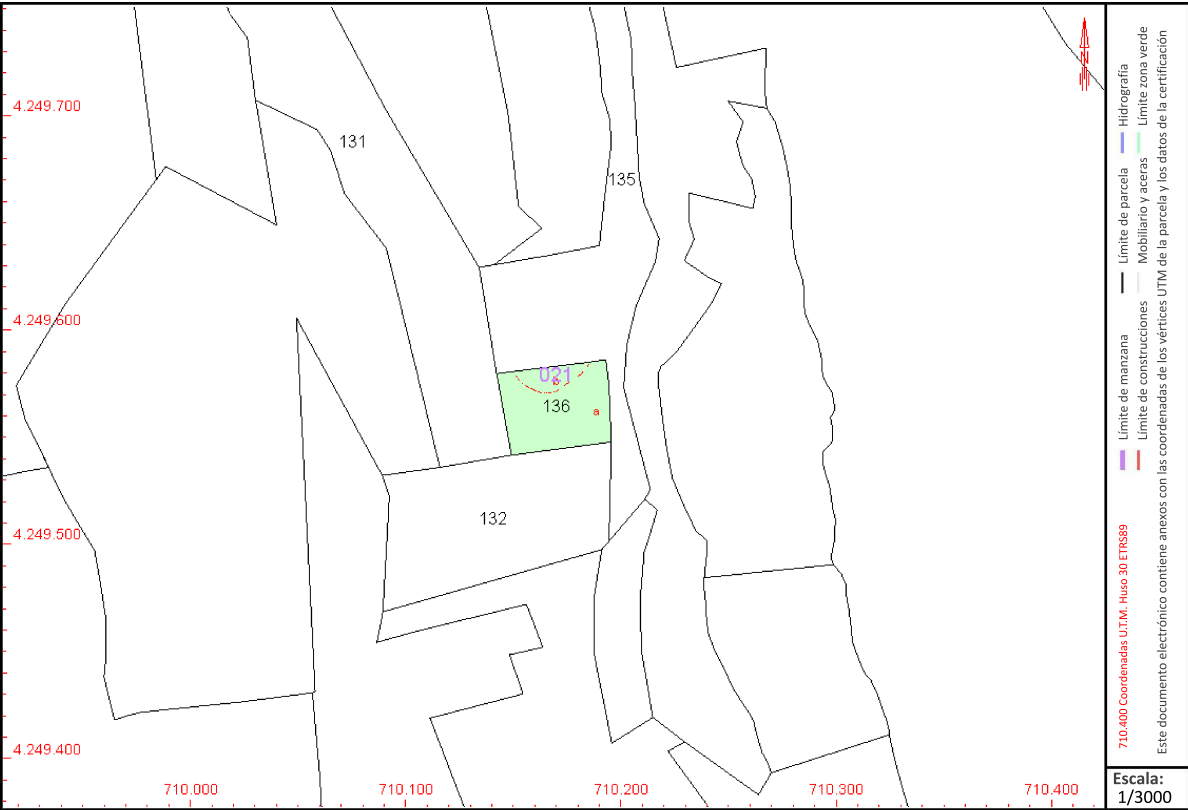 4.249.700
131
135
4.249.600
021
b
136
a
4.249.500
132
4.249.400
710.000
710.100
710.200
710.300
710.400
N
Límite de manzana
Límite de parcela
Hidrografía
Límite de construcciones
Mobiliario y aceras
Límite zona verde
710.400 Coordenadas U.T.M. Huso 30 ETRS89
Este documento electrónico contiene anexos con las coordenadas de los vértices UTM de la parcela y los datos de la certificación
Escala:
1/3000